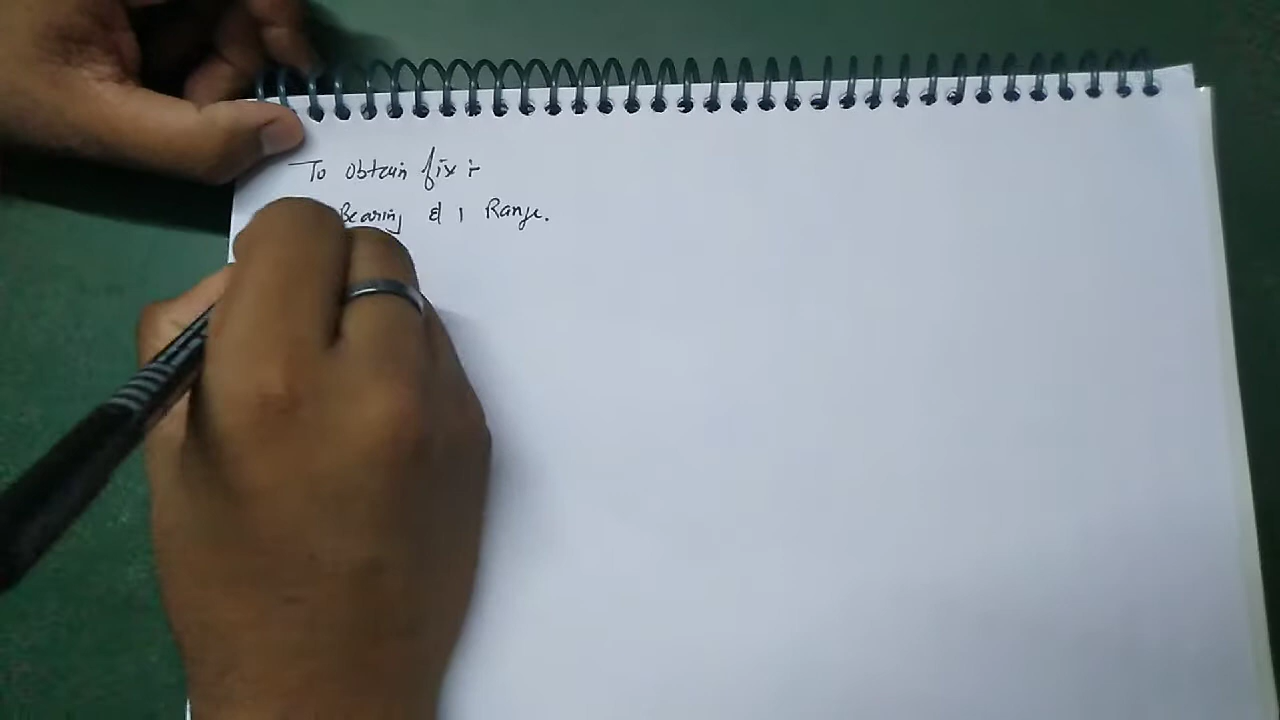 To obtain fix :-
Bearing & 1 Range.